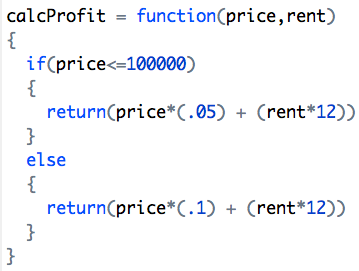 calcProfit = function(price,rent)
{
  if(price<=100000)
  {
    return(price*(.05) + (rent*12))
  }
  else
  {
    return(price*(.1) + (rent*12))
  }
}